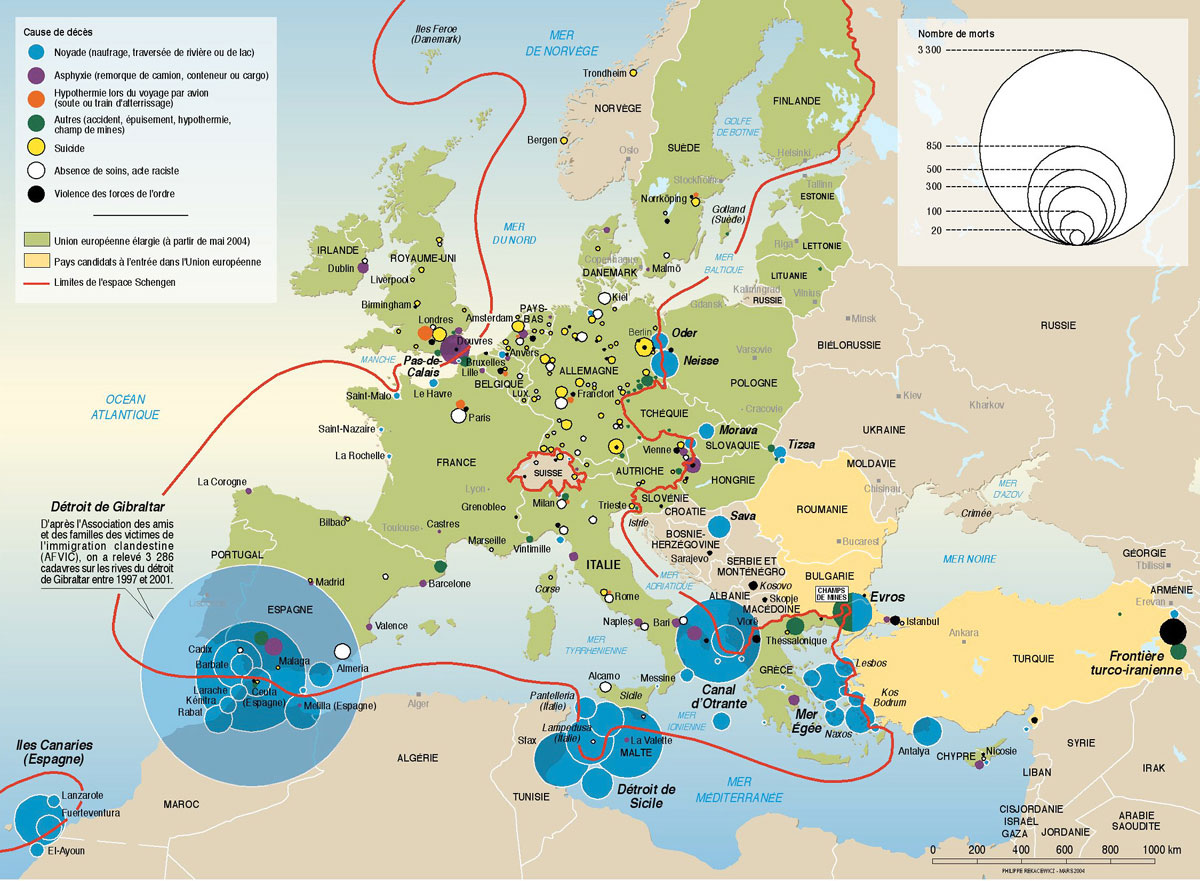 Cause de décès
Noyade (naufrage, traversée de rivière ou de lac)
Asphyxie (remorque de camion, conteneur ou cargo)
Hypothermie lors du voyage par avion
(soute ou train d'atterrissage)
Autres (accident, épuisement, hypothermie,
champ de mines)
Suicide
Absence de soins, acte raciste
Violence des forces de l'ordre
Union européenne élargie (à partir de mai 2004)
Pays candidats à l'entrée dans l'Union européenne
Limites de l'espace Schengen
Nombre de morts
3 300
850
500
300
100
20
Iles Feroe
(Danemark)
MER
DE NORVÈGE
Trondheim
NORVÈGE
Bergen
Oslo
SUÈDE
FINLANDE
GOLFE
DE BOTNIE
Helsinki
Stockholm
Tallinn
ESTONIE
Norrköping
Gotland
(Suède)
Riga
LETTONIE
MER
DU NORD
MER
BALTIQUE
LITUANIE
Vilnius
Kaliningrad
RUSSIE
Gdansk
Copenhague
DANEMARK
Malmö
Kiel
IRLANDE
Dublin
ROYAUME-UNI
Liverpool
Birmingham
Londres
Amsterdam
PAYS-
BAS
Douvres
MANCHE
Pas-de-
Calais
Bruxelles
Anvers
Lille
BELGIQUE
LUX.
Berlin
Oder
Neisse
ALLEMAGNE
Francfort
Varsovie
POLOGNE
Cracovie
Minsk
BIÉLORUSSIE
RUSSIE
Kiev
Kharkov
UKRAINE
OCÉAN
ATLANTIQUE
Saint-Malo
Le Havre
Paris
Saint-Nazaire
La Rochelle
FRANCE
TCHÉQUIE
Morava
SLOVAQUIE
Tizsa
Vienne
AUTRICHE
HONGRIE
SUISSE
MOLDAVIE
Chisinau
MER
D'AZOV
Crimée
La Corogne
Lyon
Grenoble
Milan
Trieste
SLOVÉNIE
CROATIE
Istrie
ROUMANIE
Bucarest
Détroit de Gibraltar
D'après l'Association des amis
et des familles des victimes de
l'immigration clandestine
(AFVIC), on a relevé 3 286
cadavres sur les rives du détroit
de Gibraltar entre 1997 et 2001.
Bilbao
Toulouse
Castres
Marseille
Vintimille
Sava
BOSNIE-
HERZÉGOVINE
Sarajevo
SERBIE ET
MONTÉNÉGRO
MER NOIRE
GÉORGIE
Tbilissi
ARMÉNIE
Erevan
PORTUGAL
Madrid
Barcelone
Corse
ITALIE
MER
ADRIATIQUE
Kosovo
BULGARIE
ALBANIE
Skopje
MACÉDOINE
CHAMPS
DE MINES
Evros
Istanbul
Lisbonne
ESPAGNE
Valence
Rome
Naples
Bari
Vlorë
Thessalonique
Ankara
TURQUIE
Frontière
turco-iranienne
MER
TYRRHÉNIENNE
Cadix
Barbate
Malaga
Almeria
Larache
Kénitra
Rabat
Ceuta
(Espagne)
Melilla (Espagne)
Alger
Alcamo
Messine
Sicile
Pantelleria
(Italie)
Lampedusa
(Italie)
Sfax
La Valette
MALTE
Canal
d'Otrante
MER
IONIENNE
GRÈCE
Lesbos
Mer
Égée
Kos
Bodrum
Naxos
Antalya
CHYPRE
Nicosie
SYRIE
LIBAN
IRAK
Iles Canaries
(Espagne)
Lanzarote
Fuerteventura
El-Ayoun
MAROC
ALGÉRIE
TUNISIE
Détroit de
Sicile
MER
MÉDITERRANÉE
CISJORDANIE
ISRAËL
GAZA
JORDANIE
ARABIE
SAOUDITE
0 200 400 600 800 1000 km
PHILIPPE REKACEWICZ - MARS 2004